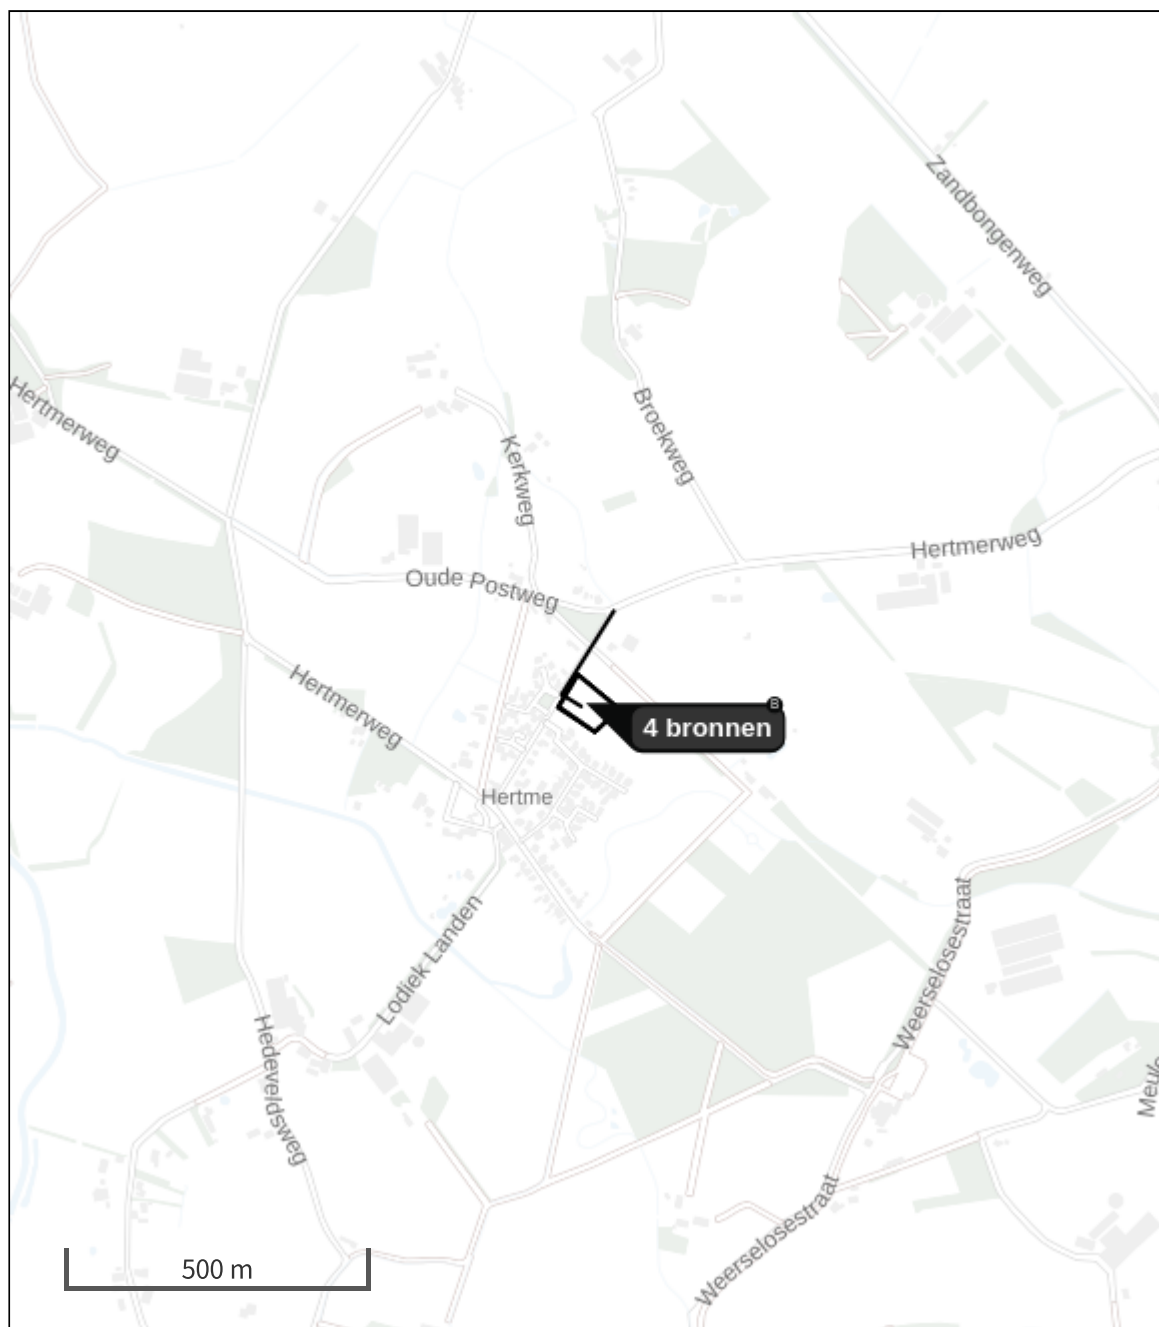 Zandbongenweg
Hertmerweg
Broekweg
Kerkweg
Hertmerweg
Oude Postweg
Hertmerweg
B
4 bronnen
Hertme
Weerselosestraat
Lodiek Landen
Hedeveldsweg
Weerselosestraat
500 m